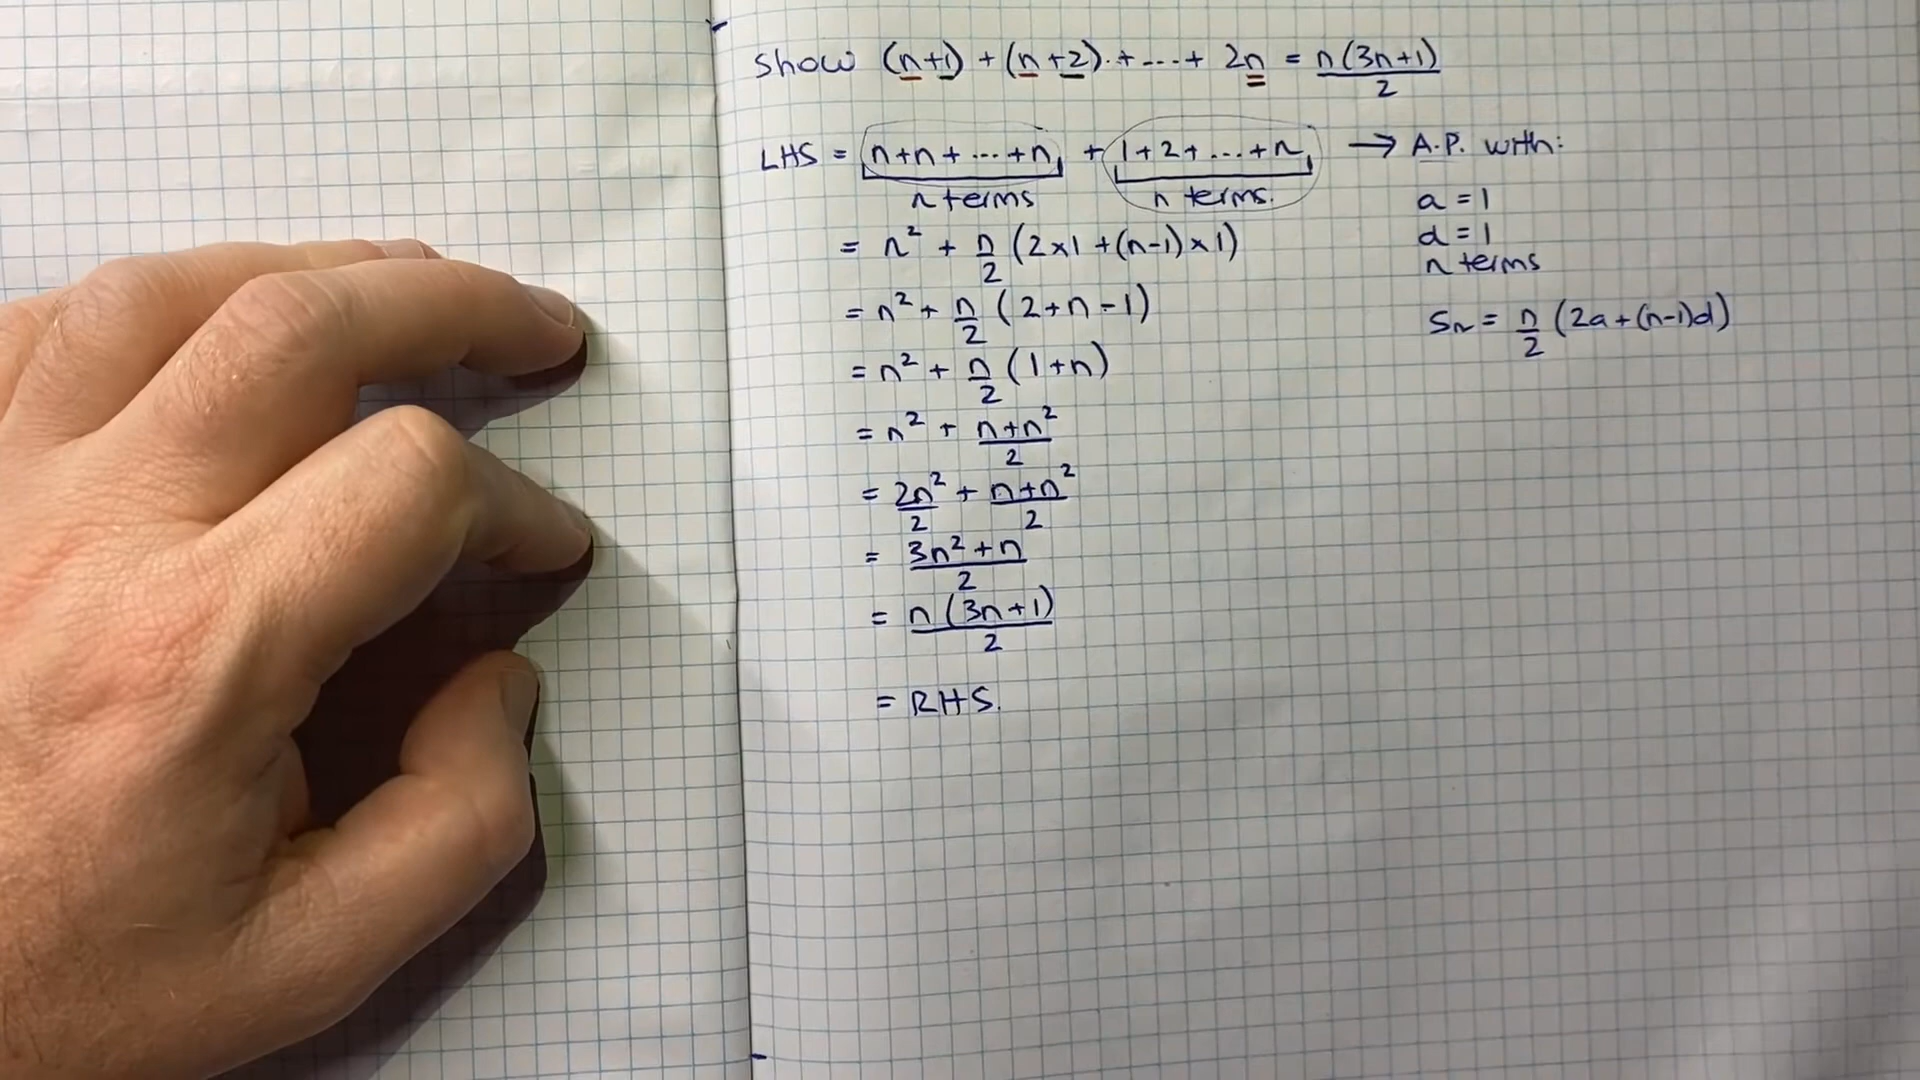 show (n+1) + (n+2) + ... + 2n = n(3n+1)/2
LHS = n+n+...+n + 1+2+...+n → A.P. with:
n terms n terms.
a = 1
= n² + n/2 (2×1 + (n-1)×1)
d = 1
n terms
= n² + n/2 (2+n-1)
Sn = n/2 (2a+(n-1)d)
= n² + n/2 (1+n)
= n² + n+n²/2
= 2n²/2 + n+n²/2
= 3n²+n/2
= n(3n+1)/2
= RHS.